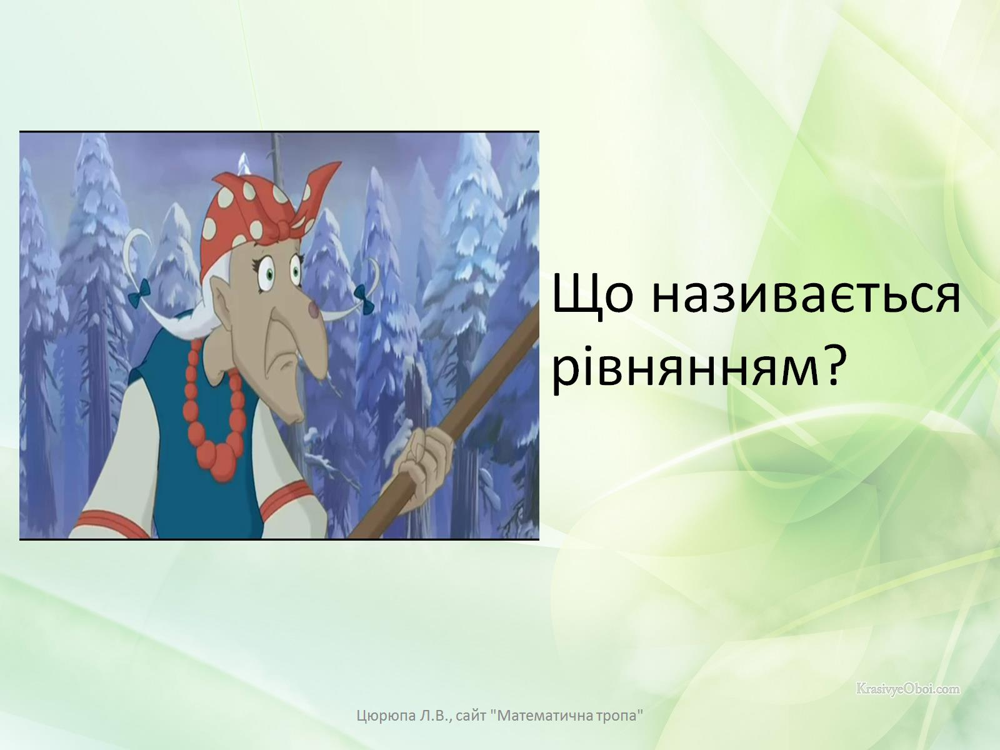 Що називається
рівнянням?
KrasivyeOboi.com
Цюрюпа Л.В., сайт "Математична тропа"